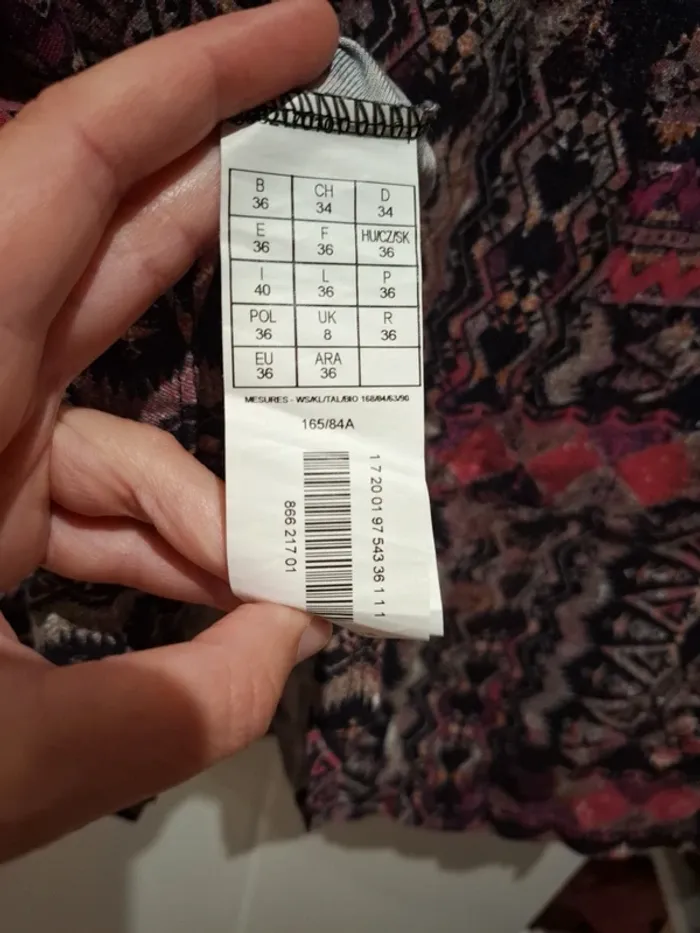 B CH D
36 34 34
E F HU/CZ/SK
36 36 36
I L P
40 36 36
POL UK R
36 8 36
EU ARA
36 36
MESURES - WS/KL/TAL/BIO 168/84/63/90
165/84A
866 217 01
1 7 20 01 97 543 36 1 1 1